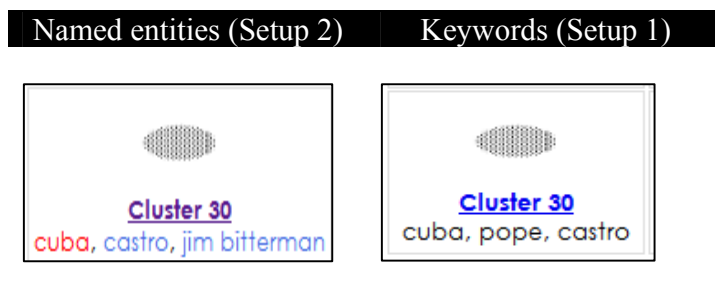 Named entities (Setup 2) Keywords (Setup 1)
Cluster 30
cuba, castro, jim bitterman
Cluster 30
cuba, pope, castro